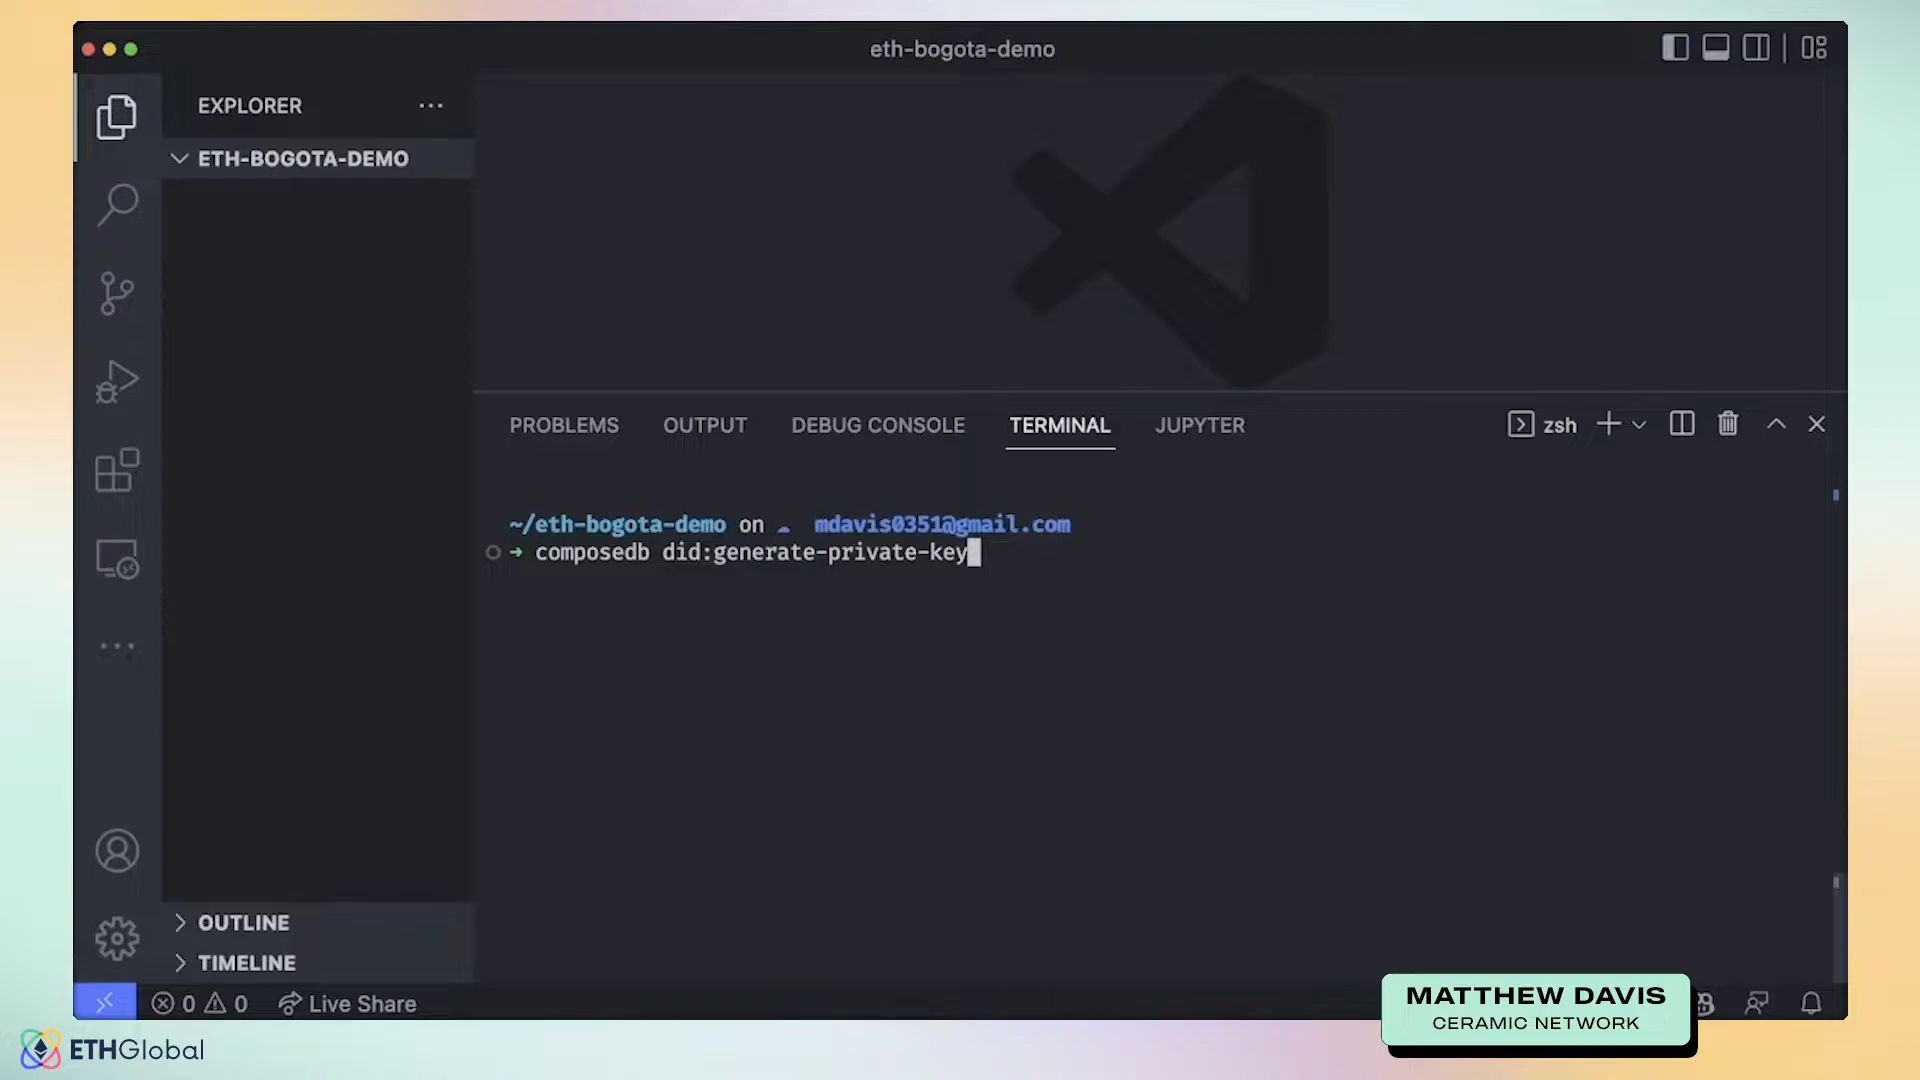 eth-bogota-demo
EXPLORER
ETH-BOGOTA-DEMO
PROBLEMS OUTPUT DEBUG CONSOLE TERMINAL JUPYTER zsh
~/eth-bogota-demo on mdavis0351@gmail.com
composedb did:generate-private-key
OUTLINE
TIMELINE
0 0 Live Share
MATTHEW DAVIS
CERAMIC NETWORK
ETHGlobal